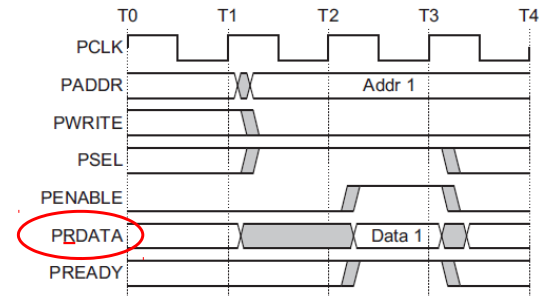 T0 T1 T2 T3 T4
PCLK
PADDR Addr 1
PWRITE
PSEL
PENABLE
PRDATA Data 1
PREADY